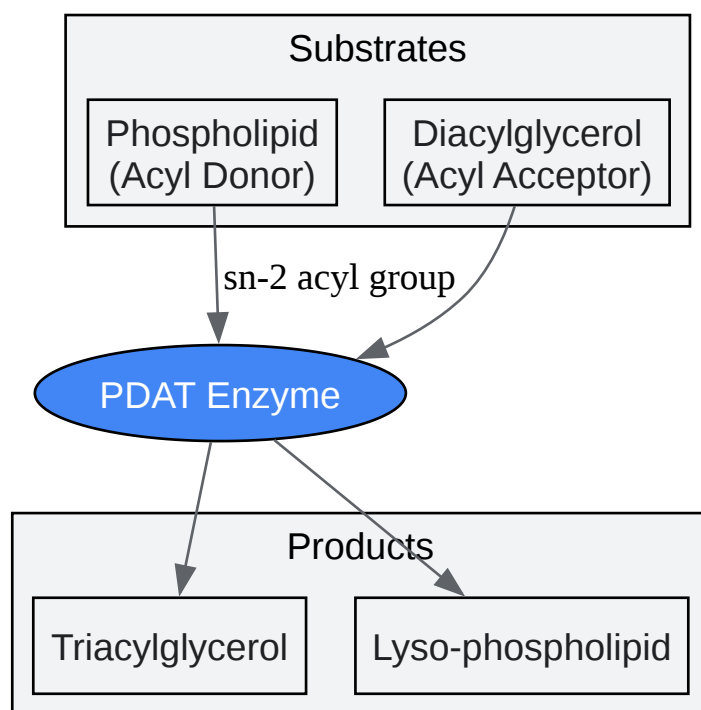 Substrates
Phospholipid
(Acyl Donor)
Diacylglycerol
(Acyl Acceptor)
sn-2 acyl group
PDAT Enzyme
Products
Triacylglycerol
Lyso-phospholipid